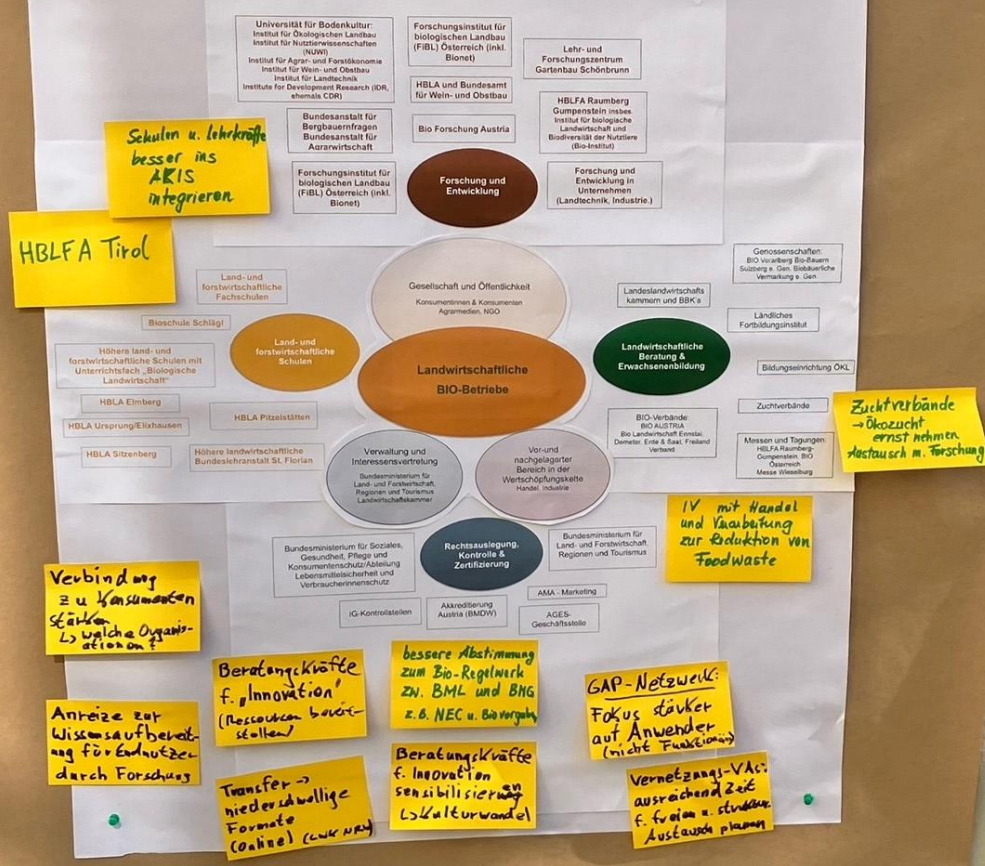 Universität für Bodenkultur:
Institut für Ökologischen Landbau
Institut für Nutztierwissenschaften
(NUWI)
Institut für Agrar- und Forstökonomie
Institut für Wein- und Obstbau
Institut für Landtechnik
Institute for Development Research (IDR,
ehemals CDR)
Forschungsinstitut für
biologischen Landbau
(FiBL) Österreich (inkl.
Bionet)
Lehr- und
Forschungszentrum
Gartenbau Schönbrunn
HBLA und Bundesamt
für Wein- und Obstbau
Bundesanstalt für
Bergbauernfragen
Bundesanstalt für
Agrarwirtschaft
Bio Forschung Austria
HBLFA Raumberg
Gumpenstein insbes.
Institut für biologische
Landwirtschaft und
Biodiversität der Nutztiere
(Bio-Institut)
Forschungsinstitut für
biologischen Landbau
(FiBL) Österreich (inkl.
Bionet)
Forschung und
Entwicklung
Forschung und
Entwicklung in
Unternehmen
(Landtechnik, Industrie.)
Schulen u. Lehrkräfte
besser ins
AKIS
integrieren
HBLFA Tirol
Land- und
forstwirtschaftliche
Fachschulen
Bioschule Schlägl
Höhere land- und
forstwirtschaftliche Schulen mit
Unterrichtsfach „Biologische
Landwirtschaft“
HBLA Elmberg
HBLA Ursprung/Elixhausen
HBLA Sitzenberg
HBLA Pitzelstätten
Höhere landwirtschaftliche
Bundeslehranstalt St. Florian
Land- und
forstwirtschaftliche
Schulen
Gesellschaft und Öffentlichkeit
Konsumentinnen & Konsumenten
Agrarmedien, NGO
Landwirtschaftliche
BIO-Betriebe
Landwirtschaftliche
Beratung &
Erwachsenenbildung
Landeslandwirtschafts
kammern und BBK's
Genossenschaften:
BIO Vorarlberg Bio-Bauern
Sulzberg e. Gen. Biobäuerliche
Vermarkung e. Gen.
Ländliches
Fortbildungsinstitut
Bildungseinrichtung ÖKL
Zuchtverbände
BIO-Verbände:
BIO AUSTRIA
Bio Landwirtschaft Ennstal,
Demeter, Erde & Saat, Freiland
Verband
Messen und Tagungen:
HBLFA Raumberg-
Gumpenstein, BIO
Österreich
Messe Wieselburg
Zuchtverbände
→ Ökozucht
ernst nehmen
Austausch m. Forschung
Verwaltung und
Interessensvertretung
Bundesministerium für
Land- und Forstwirtschaft,
Regionen und Tourismus
Landwirtschaftskammer
Vor-und
nachgelagerter
Bereich in der
Wertschöpfungskette
Handel, Industrie
IV mit Handel
und Verarbeitung
zur Reduktion von
Foodwaste
Bundesministerium für Soziales,
Gesundheit, Pflege und
Konsumentenschutz/Abteilung
Lebensmittelsicherheit und
Verbraucherinnenschutz
Rechtsauslegung,
Kontrolle &
Zertifizierung
Bundesministerium für
Land- und Forstwirtschaft,
Regionen und Tourismus
IG-Kontrollstellen
Akkreditierung
Austria (BMDW)
AMA - Marketing
AGES-
Geschäftsstelle
Verbindung
zu Konsumenten
stärken
↳ welche Organis-
ationen?
Anreize zur
Wissensaufbereit-
ung für Endnutzer
durch Forschung
Beratungskräfte
f. „Innovation“
(Ressourcen bereit-
stellen)
Transfer →
niederschwellige
Formate
(online) (LWK NRW)
bessere Abstimmung
zum Bio-Regelwerk
zw. BML und BMG
z.B. NEC u. Biovorgaben
Beratungskräfte
f. Innovation
sensibilisieren
↳ Kulturwandel
GAP-Netzwerk:
Fokus stärker
auf Anwender
(nicht Funktionär)
Vernetzungs-VAs:
ausreichend Zeit
f. freien u. struktur.
Austausch planen